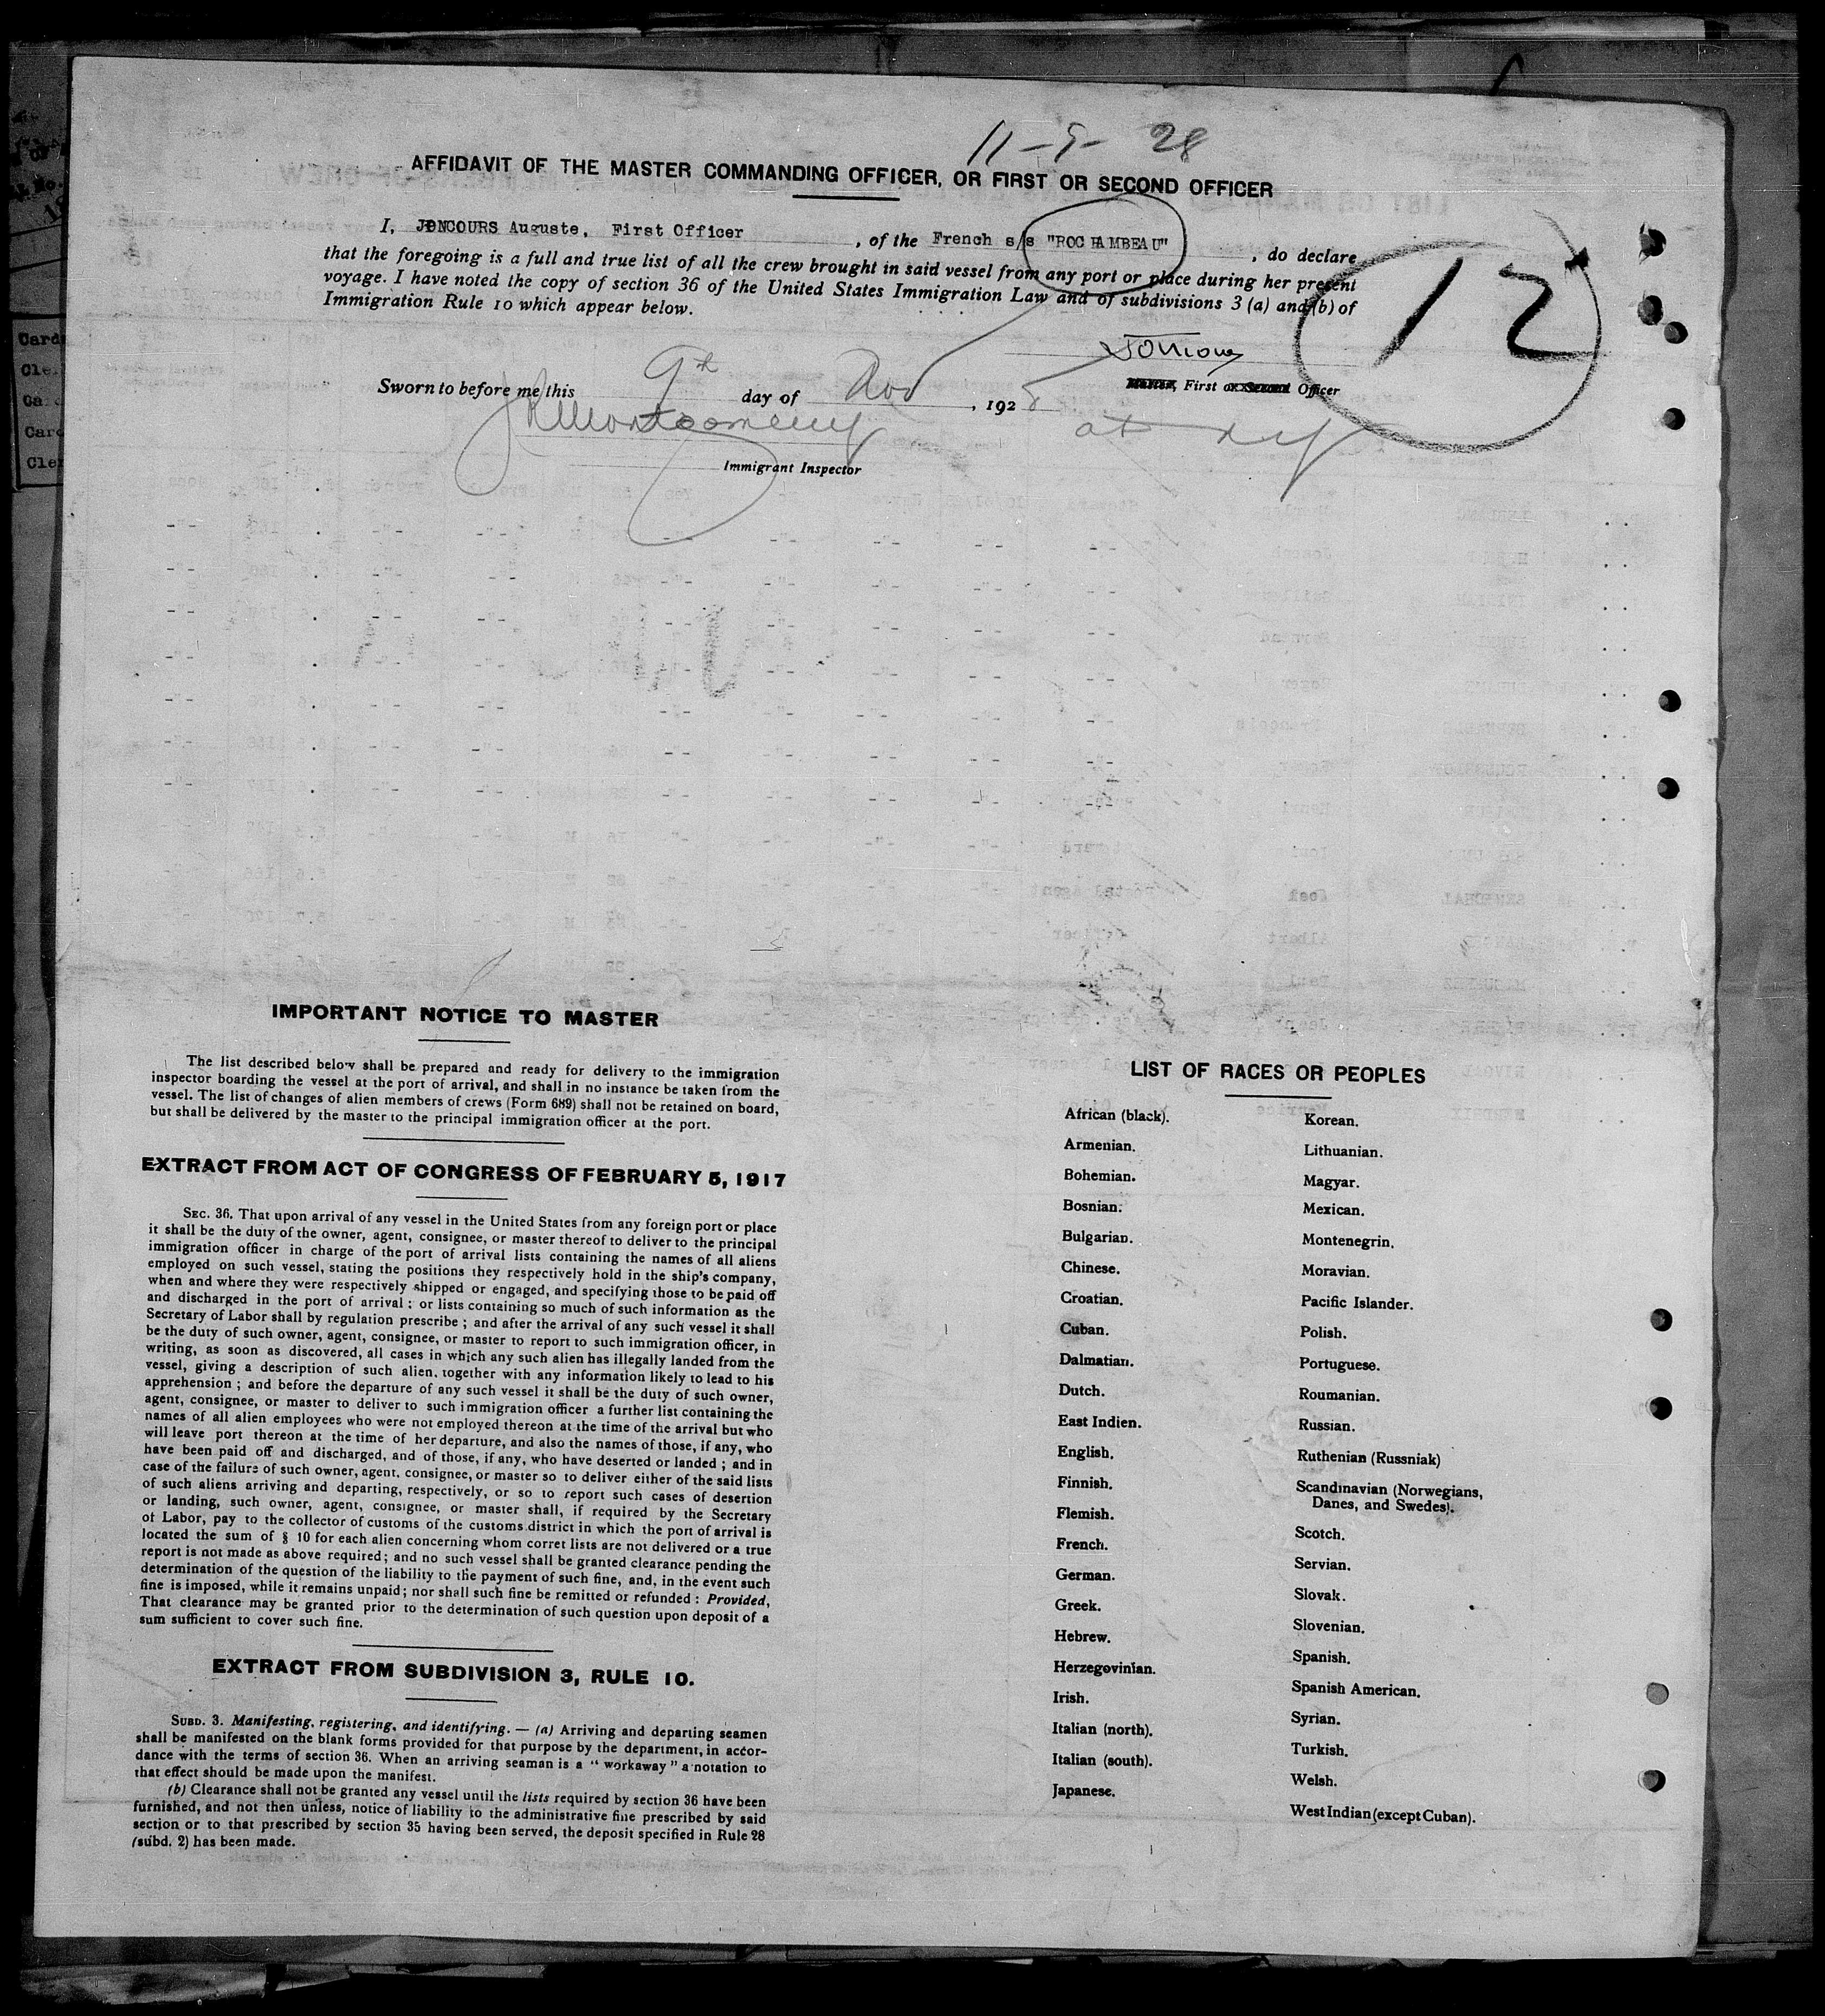 11-9-28
AFFIDAVIT OF THE MASTER COMMANDING OFFICER, OR FIRST OR SECOND OFFICER
I, JONCOURS Auguste, First Officer, of the French s/s "ROCHAMBEAU", do declare
that the foregoing is a full and true list of all the crew brought in said vessel from any port or place during her present
voyage. I have noted the copy of section 36 of the United States Immigration Law and of subdivisions 3 (a) and (b) of
Immigration Rule 10 which appear below.
12
Sworn to before me this 9th day of Nov, 1928
Master, First or Second Officer
at NY
Immigrant Inspector
IMPORTANT NOTICE TO MASTER
The list described below shall be prepared and ready for delivery to the immigration
inspector boarding the vessel at the port of arrival, and shall in no instance be taken from the
vessel. The list of changes of alien members of crews (Form 689) shall not be retained on board,
but shall be delivered by the master to the principal immigration officer at the port.
EXTRACT FROM ACT OF CONGRESS OF FEBRUARY 5, 1917
SEC. 36. That upon arrival of any vessel in the United States from any foreign port or place
it shall be the duty of the owner, agent, consignee, or master thereof to deliver to the principal
immigration officer in charge of the port of arrival lists containing the names of all aliens
employed on such vessel, stating the positions they respectively hold in the ship's company,
when and where they were respectively shipped or engaged, and specifying those to be paid off
and discharged in the port of arrival; or lists containing so much of such information as the
Secretary of Labor shall by regulation prescribe; and after the arrival of any such vessel it shall
be the duty of such owner, agent, consignee, or master to report to such immigration officer, in
writing, as soon as discovered, all cases in which any such alien has illegally landed from the
vessel, giving a description of such alien, together with any information likely to lead to his
apprehension; and before the departure of any such vessel it shall be the duty of such owner,
agent, consignee, or master to deliver to such immigration officer a further list containing the
names of all alien employees who were not employed thereon at the time of the arrival but who
will leave port thereon at the time of her departure, and also the names of those, if any, who
have been paid off and discharged, and of those, if any, who have deserted or landed; and in
case of the failure of such owner, agent, consignee, or master so to deliver either of the said lists
of such aliens arriving and departing, respectively, or so to report such cases of desertion
or landing, such owner, agent, consignee, or master shall, if required by the Secretary
of Labor, pay to the collector of customs of the customs district in which the port of arrival is
located the sum of § 10 for each alien concerning whom corret lists are not delivered or a true
report is not made as above required; and no such vessel shall be granted clearance pending the
determination of the question of the liability to the payment of such fine, and, in the event such
fine is imposed, while it remains unpaid; nor shall such fine be remitted or refunded: Provided,
That clearance may be granted prior to the determination of such question upon deposit of a
sum sufficient to cover such fine.
EXTRACT FROM SUBDIVISION 3, RULE 10.
SUBD. 3. Manifesting, registering, and identifying. — (a) Arriving and departing seamen
shall be manifested on the blank forms provided for that purpose by the department, in accor-
dance with the terms of section 36. When an arriving seaman is a "workaway" a notation to
that effect should be made upon the manifest.
(b) Clearance shall not be granted any vessel until the lists required by section 36 have been
furnished, and not then unless, notice of liability to the administrative fine prescribed by said
section or to that prescribed by section 35 having been served, the deposit specified in Rule 28
(subd. 2) has been made.
LIST OF RACES OR PEOPLES
African (black).
Armenian.
Bohemian.
Bosnian.
Bulgarian.
Chinese.
Croatian.
Cuban.
Dalmatian.
Dutch.
East Indien.
English.
Finnish.
Flemish.
French.
German.
Greek.
Hebrew.
Herzegovinian.
Irish.
Italian (north).
Italian (south).
Japanese.
Korean.
Lithuanian.
Magyar.
Mexican.
Montenegrin.
Moravian.
Pacific Islander.
Polish.
Portuguese.
Roumanian.
Russian.
Ruthenian (Russniak)
Scandinavian (Norwegians,
Danes, and Swedes).
Scotch.
Servian.
Slovak.
Slovenian.
Spanish.
Spanish American.
Syrian.
Turkish.
Welsh.
West Indian (except Cuban).